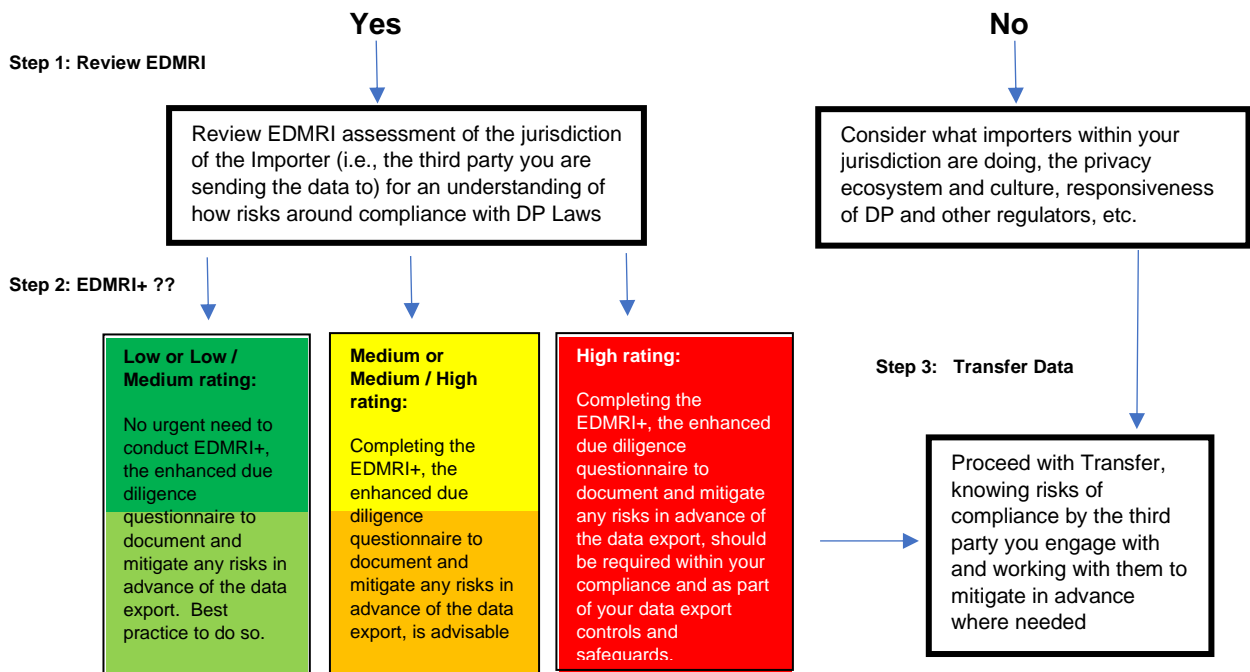 Yes
No
Step 1: Review EDMRI
Review EDMRI assessment of the jurisdiction
of the Importer (i.e., the third party you are
sending the data to) for an understanding of
how risks around compliance with DP Laws
Consider what importers within your
jurisdiction are doing, the privacy
ecosystem and culture, responsiveness
of DP and other regulators, etc.
Step 2: EDMRI+ ??
Low or Low /
Medium rating:
No urgent need to
conduct EDMRI+,
the enhanced due
diligence
questionnaire to
document and
mitigate any risks in
advance of the data
export.  Best
practice to do so.
Medium or
Medium / High
rating:
Completing the
EDMRI+, the
enhanced due
diligence
questionnaire to
document and
mitigate any risks in
advance of the data
export, is advisable
High rating:
Completing the
EDMRI+, the enhanced
due diligence
questionnaire to
document and mitigate
any risks in advance of
the data export, should
be required within your
compliance and as part
of your data export
controls and
safeguards.
Step 3:   Transfer Data
Proceed with Transfer,
knowing risks of
compliance by the third
party you engage with
and working with them to
mitigate in advance
where needed